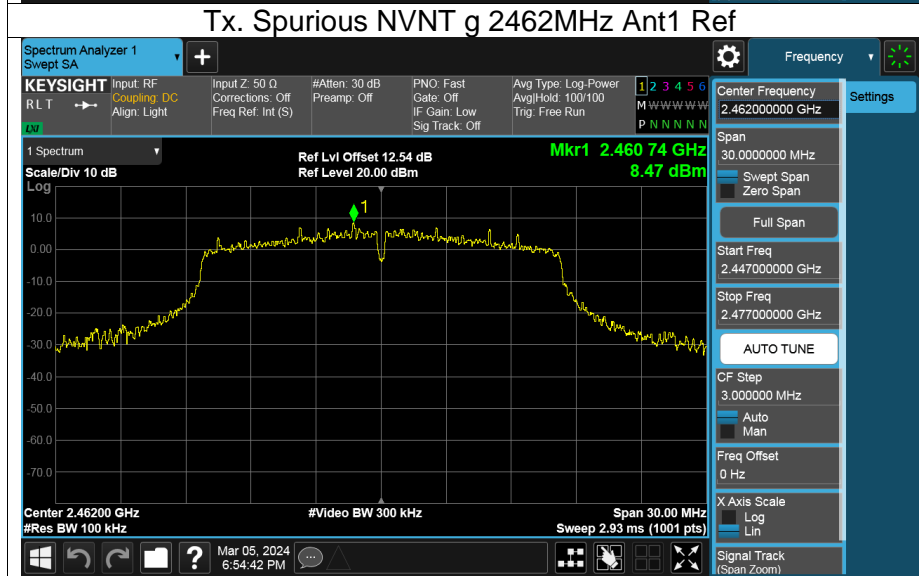 Tx. Spurious NVNT g 2462MHz Ant1 Ref
Spectrum Analyzer 1
Swept SA
+
Frequency
KEYSIGHT
RLT
LXI
Input: RF
Coupling: DC
Align: Light
Input Z: 50 Ω
Corrections: Off
Freq Ref: Int (S)
#Atten: 30 dB
Preamp: Off
PNO: Fast
Gate: Off
IF Gain: Low
Sig Track: Off
Avg Type: Log-Power
Avg|Hold: 100/100
Trig: Free Run
1 2 3 4 5 6
M W W W W W
P N N N N N
Center Frequency
2.462000000 GHz
Settings
1 Spectrum
Scale/Div 10 dB
Ref Lvl Offset 12.54 dB
Ref Level 20.00 dBm
Mkr1 2.460 74 GHz
8.47 dBm
Span
30.0000000 MHz
Swept Span
Zero Span
Full Span
Start Freq
2.447000000 GHz
Stop Freq
2.477000000 GHz
AUTO TUNE
CF Step
3.000000 MHz
Auto
Man
Freq Offset
0 Hz
X Axis Scale
Log
Lin
Signal Track
(Span Zoom)
Log
1
10.0
0.00
-10.0
-20.0
-30.0
-40.0
-50.0
-60.0
-70.0
Center 2.46200 GHz
#Res BW 100 kHz
#Video BW 300 kHz
Span 30.00 MHz
Sweep 2.93 ms (1001 pts)
?
Mar 05, 2024
6:54:42 PM